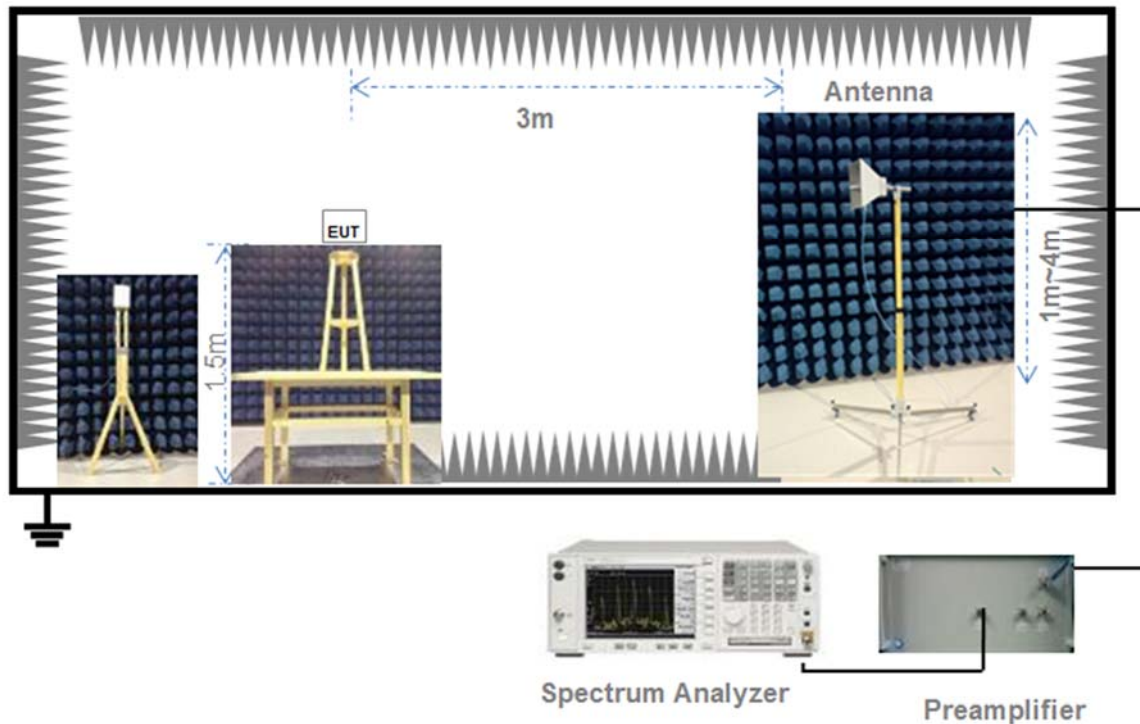 Antenna
3m
EUT
1.5m
1m~4m
Spectrum Analyzer
Preamplifier